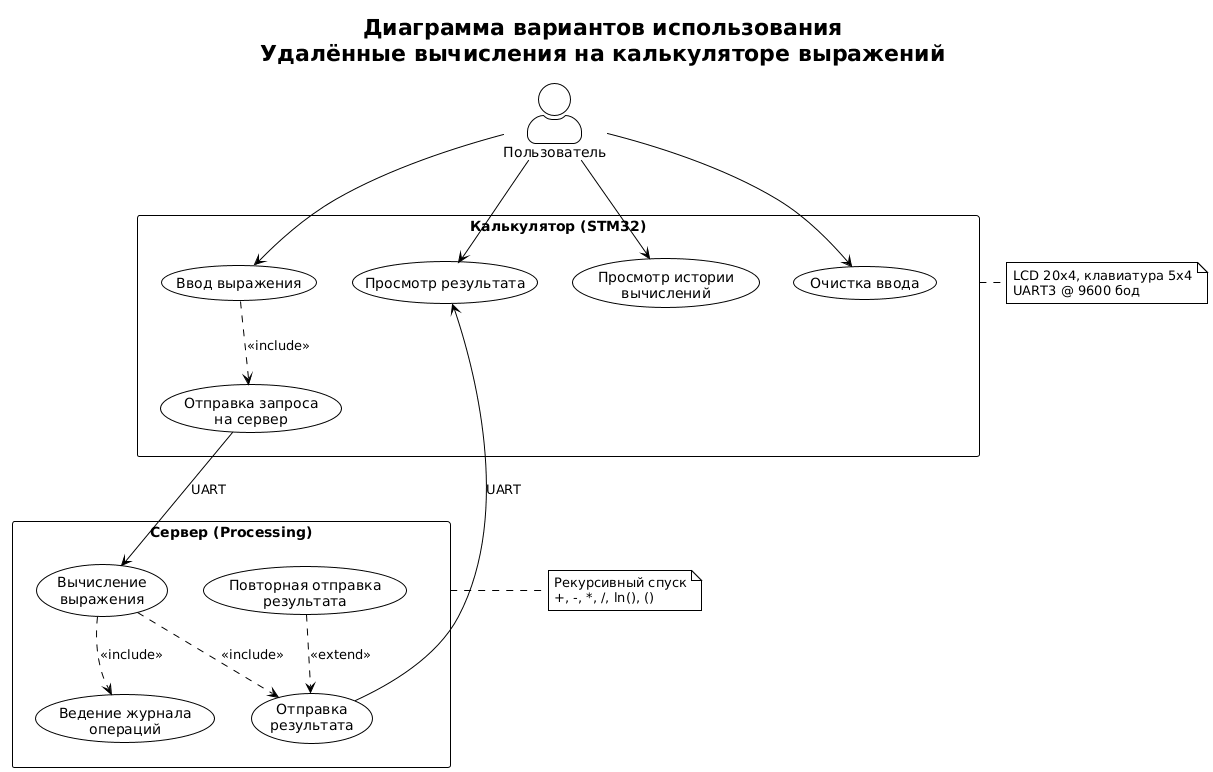 Диаграмма вариантов использования
Удалённые вычисления на калькуляторе выражений
Пользователь
Калькулятор (STM32)
Ввод выражения
Просмотр результата
Просмотр истории
вычислений
Очистка ввода
LCD 20x4, клавиатура 5x4
UART3 @ 9600 бод
«include»
Отправка запроса
на сервер
UART
UART
Сервер (Processing)
Вычисление
выражения
Повторная отправка
результата
Рекурсивный спуск
+, -, *, /, ln(), ()
«include»
«include»
«extend»
Ведение журнала
операций
Отправка
результата